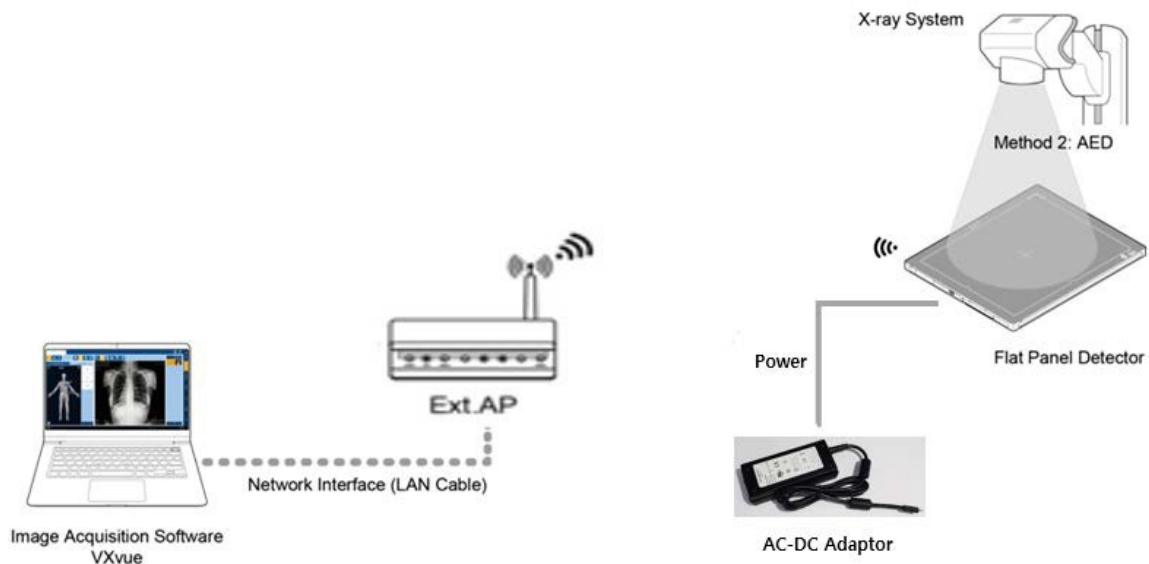 X-ray System
Method 2: AED
Ext.AP
Power
Flat Panel Detector
Network Interface (LAN Cable)
Image Acquisition Software
VXvue
AC-DC Adaptor